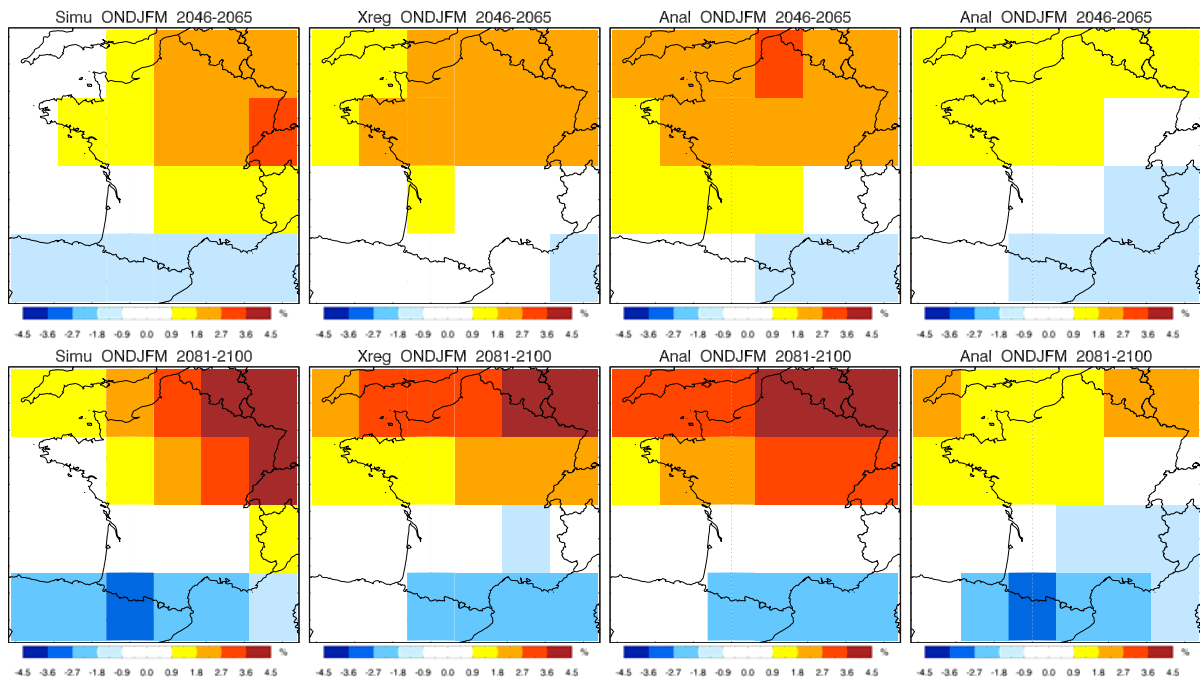 Simu ONDJFM 2046-2065
Xreg ONDJFM 2046-2065
Anal ONDJFM 2046-2065
Anal ONDJFM 2046-2065
-4.5 -3.6 -2.7 -1.8 -0.9 0.0 0.9 1.8 2.7 3.6 4.5 %
-4.5 -3.6 -2.7 -1.8 -0.9 0.0 0.9 1.8 2.7 3.6 4.5 %
-4.5 -3.6 -2.7 -1.8 -0.9 0.0 0.9 1.8 2.7 3.6 4.5 %
-4.5 -3.6 -2.7 -1.8 -0.9 0.0 0.9 1.8 2.7 3.6 4.5 %
Simu ONDJFM 2081-2100
Xreg ONDJFM 2081-2100
Anal ONDJFM 2081-2100
Anal ONDJFM 2081-2100
-4.5 -3.6 -2.7 -1.8 -0.9 0.0 0.9 1.8 2.7 3.6 4.5 %
-4.5 -3.6 -2.7 -1.8 -0.9 0.0 0.9 1.8 2.7 3.6 4.5 %
-4.5 -3.6 -2.7 -1.8 -0.9 0.0 0.9 1.8 2.7 3.6 4.5 %
-4.5 -3.6 -2.7 -1.8 -0.9 0.0 0.9 1.8 2.7 3.6 4.5 %